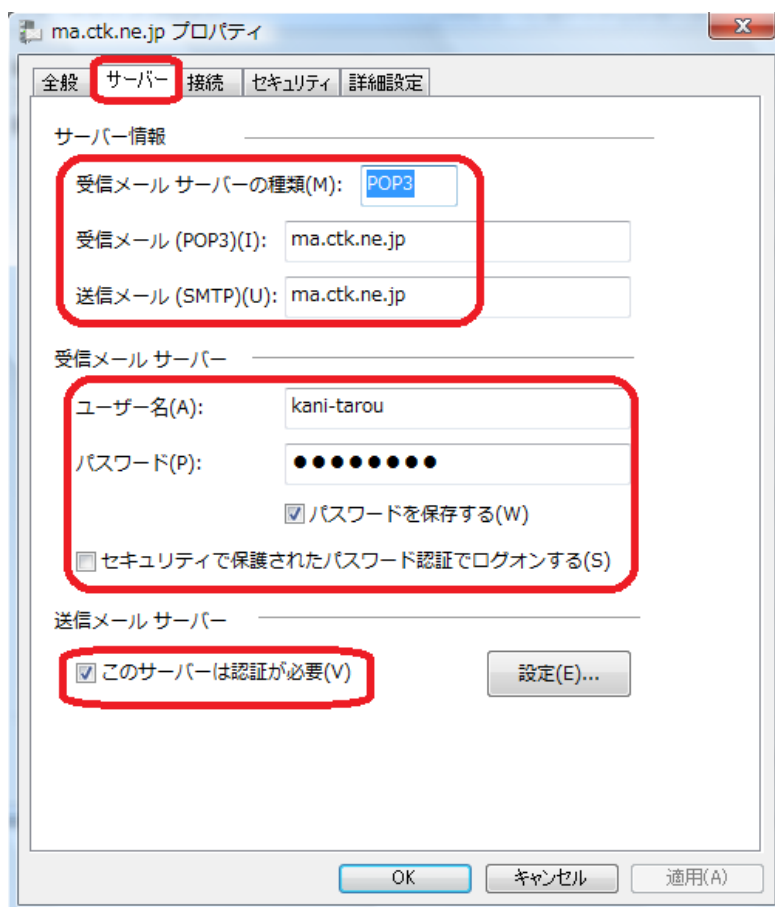 ma.ctk.ne.jp プロパティ
全般 サーバー 接続 セキュリティ 詳細設定
サーバー情報
受信メール サーバーの種類(M): POP3
受信メール (POP3)(I): ma.ctk.ne.jp
送信メール (SMTP)(U): ma.ctk.ne.jp
受信メール サーバー
ユーザー名(A): kani-tarou
パスワード(P): ●●●●●●●●
パスワードを保存する(W)
セキュリティで保護されたパスワード認証でログオンする(S)
送信メール サーバー
このサーバーは認証が必要(V) 設定(E)...
OK キャンセル 適用(A)